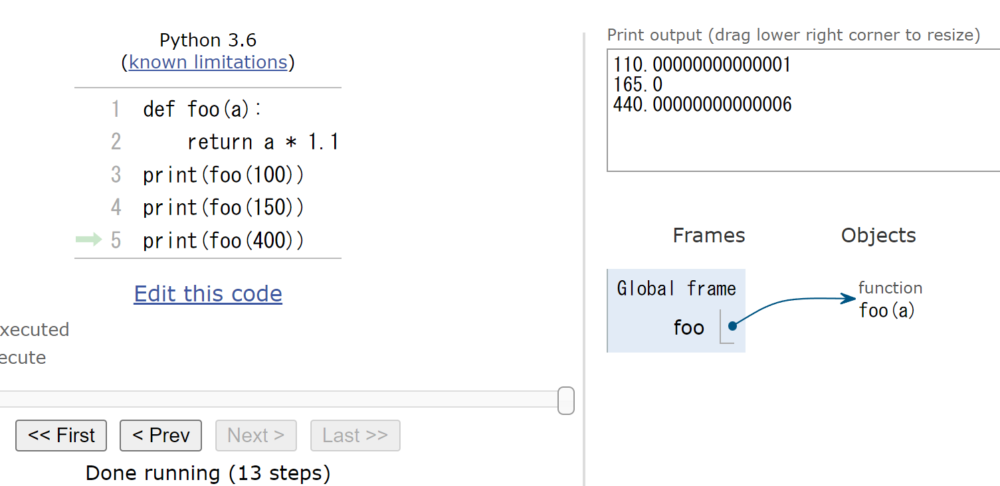 Python 3.6
(known limitations)
1 def foo(a):
2     return a * 1.1
3 print(foo(100))
4 print(foo(150))
5 print(foo(400))
Edit this code
xecuted
ecute
<< First < Prev Next > Last >>
Done running (13 steps)
Print output (drag lower right corner to resize)
110.00000000000001
165.0
440.00000000000006
Frames Objects
Global frame
foo
function
foo(a)